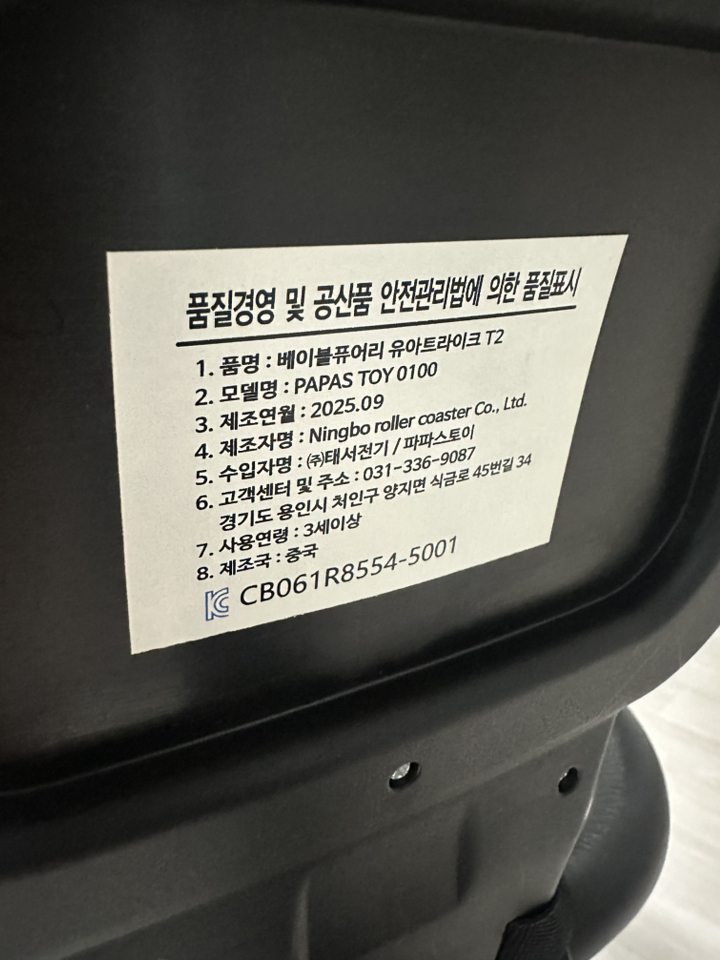 품질경영 및 공산품 안전관리법에 의한 품질표시
1. 품명 : 베이블퓨어리 유아트라이크 T2
2. 모델명 : PAPAS TOY 0100
3. 제조연월 : 2025.09
4. 제조자명 : Ningbo roller coaster Co., Ltd.
5. 수입자명 : ㈜태서전기 / 파파스토이
6. 고객센터 및 주소 : 031-336-9087
경기도 용인시 처인구 양지면 식금로 45번길 34
7. 사용연령 : 3세이상
8. 제조국 : 중국
KC CB061R8554-5001